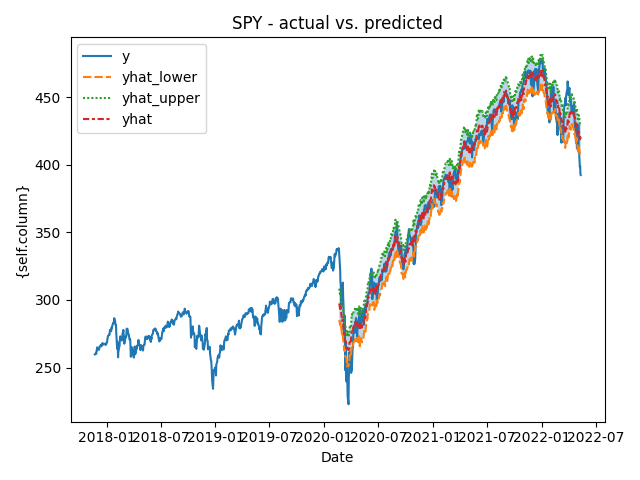 SPY - actual vs. predicted
y
yhat_lower
yhat_upper
yhat
450
400
350
300
250
{self.column}
2018-01 2018-07 2019-01 2019-07 2020-01 2020-07 2021-01 2021-07 2022-01 2022-07
Date